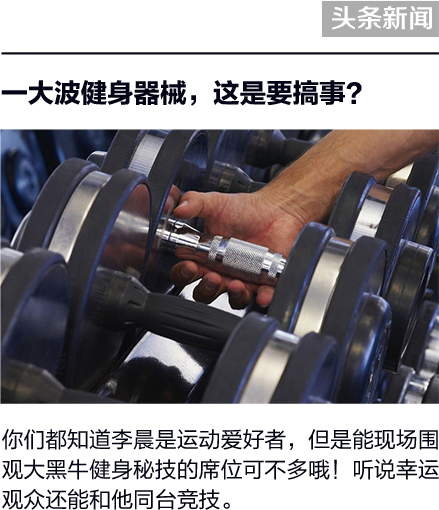 头条新闻
一大波健身器械，这是要搞事？
你们都知道李晨是运动爱好者，但是能现场围
观大黑牛健身秘技的席位可不多哦！听说幸运
观众还能和他同台竞技。